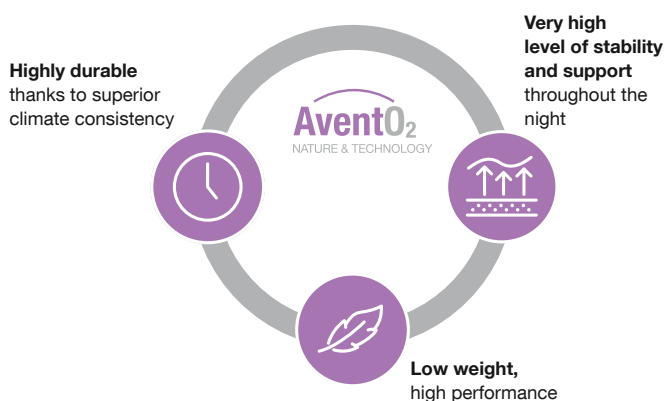 Very high
level of stability
and support
throughout the
night
Highly durable
thanks to superior
climate consistency
AventO2
NATURE & TECHNOLOGY
Low weight,
high performance